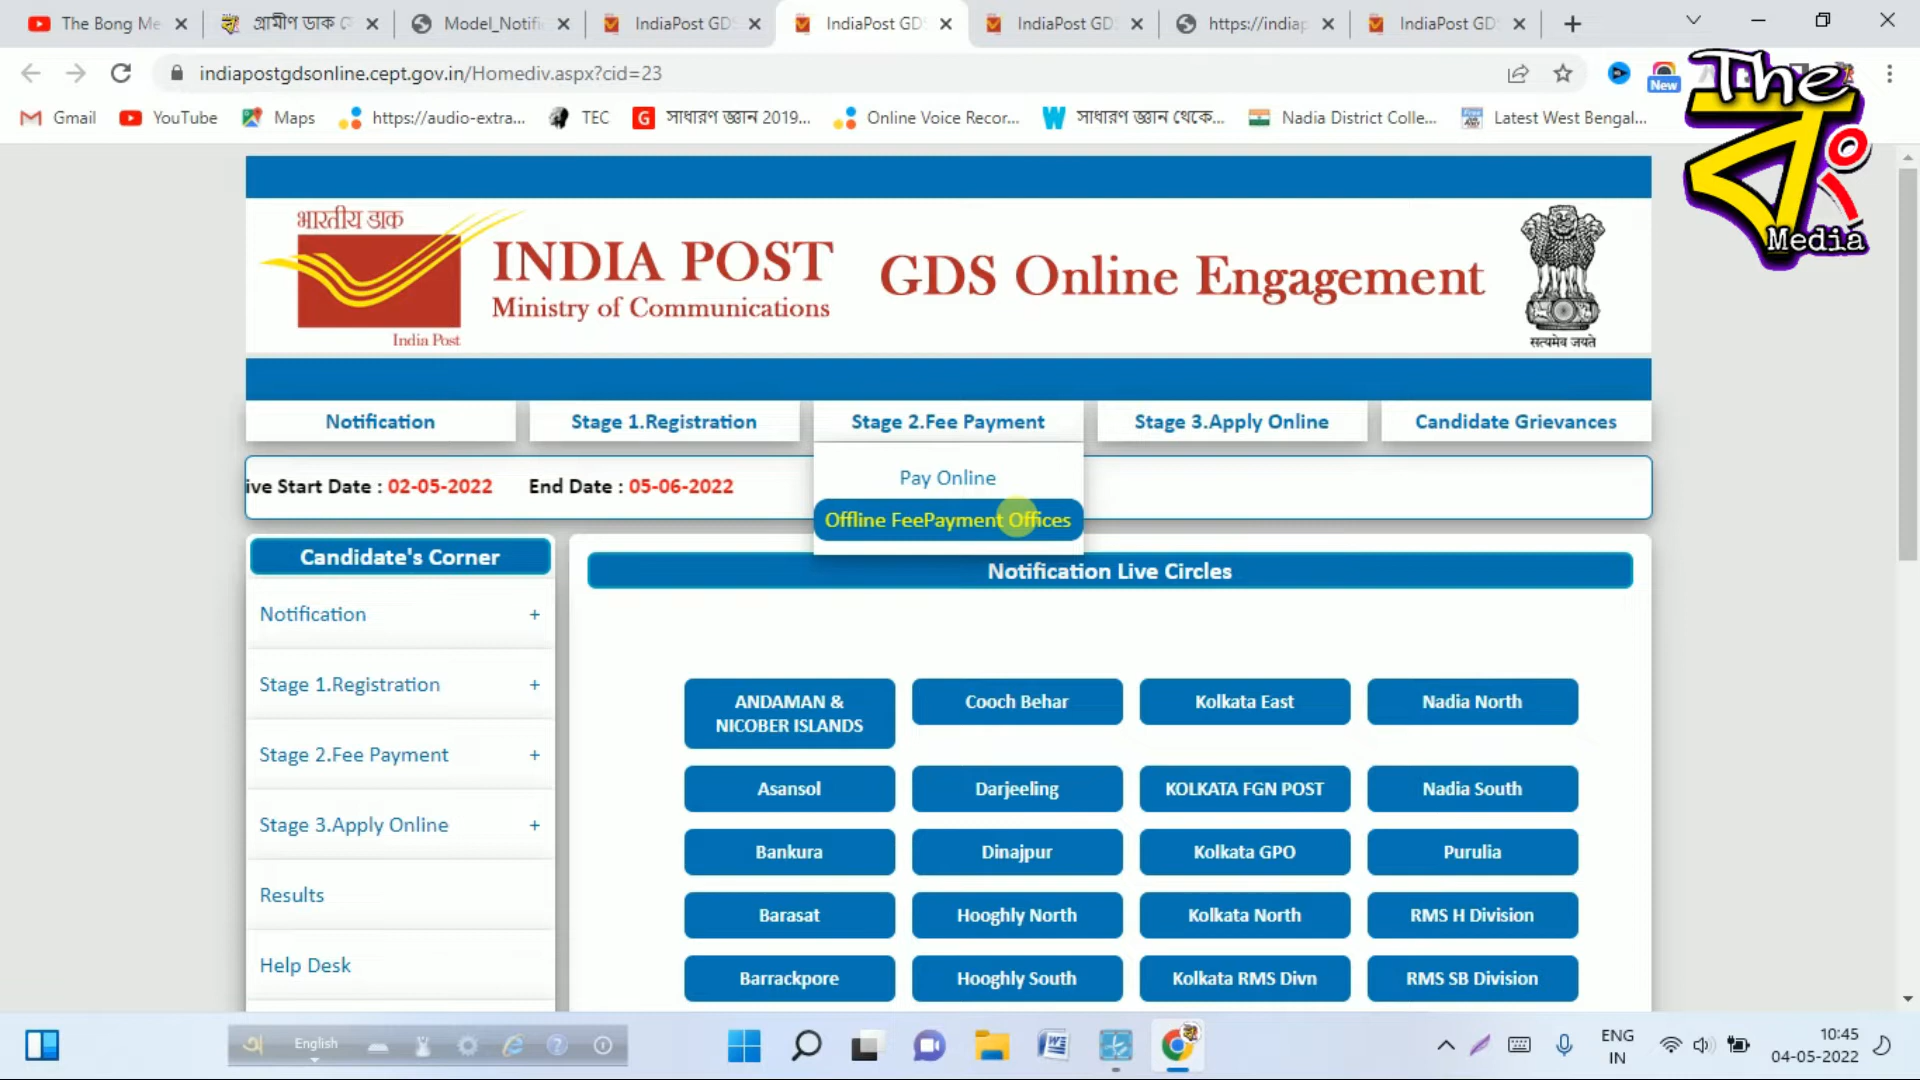 The Bong Me
গ্রামীণ ডাক সে
Model_Notifi
IndiaPost GD
IndiaPost GD
IndiaPost GD
https://indiap
IndiaPost GD
indiapostgdsonline.cept.gov.in/Homediv.aspx?cid=23
New
Gmail
YouTube
Maps
https://audio-extra...
TEC
সাধারণ জ্ঞান 2019...
Online Voice Recor...
সাধারণ জ্ঞান থেকে...
Nadia District Colle...
Latest West Bengal...
The
বং
Media
भारतीय डाक
India Post
INDIA POST
Ministry of Communications
GDS Online Engagement
सत्यमेव जयते
Notification
Stage 1.Registration
Stage 2.Fee Payment
Stage 3.Apply Online
Candidate Grievances
Pay Online
Offline FeePayment Offices
ive Start Date : 02-05-2022 End Date : 05-06-2022
Candidate's Corner
Notification +
Stage 1.Registration +
Stage 2.Fee Payment +
Stage 3.Apply Online +
Results
Help Desk
Notification Live Circles
ANDAMAN &
NICOBER ISLANDS
Cooch Behar
Kolkata East
Nadia North
Asansol
Darjeeling
KOLKATA FGN POST
Nadia South
Bankura
Dinajpur
Kolkata GPO
Purulia
Barasat
Hooghly North
Kolkata North
RMS H Division
Barrackpore
Hooghly South
Kolkata RMS Divn
RMS SB Division
English
ENG
IN
10:45
04-05-2022